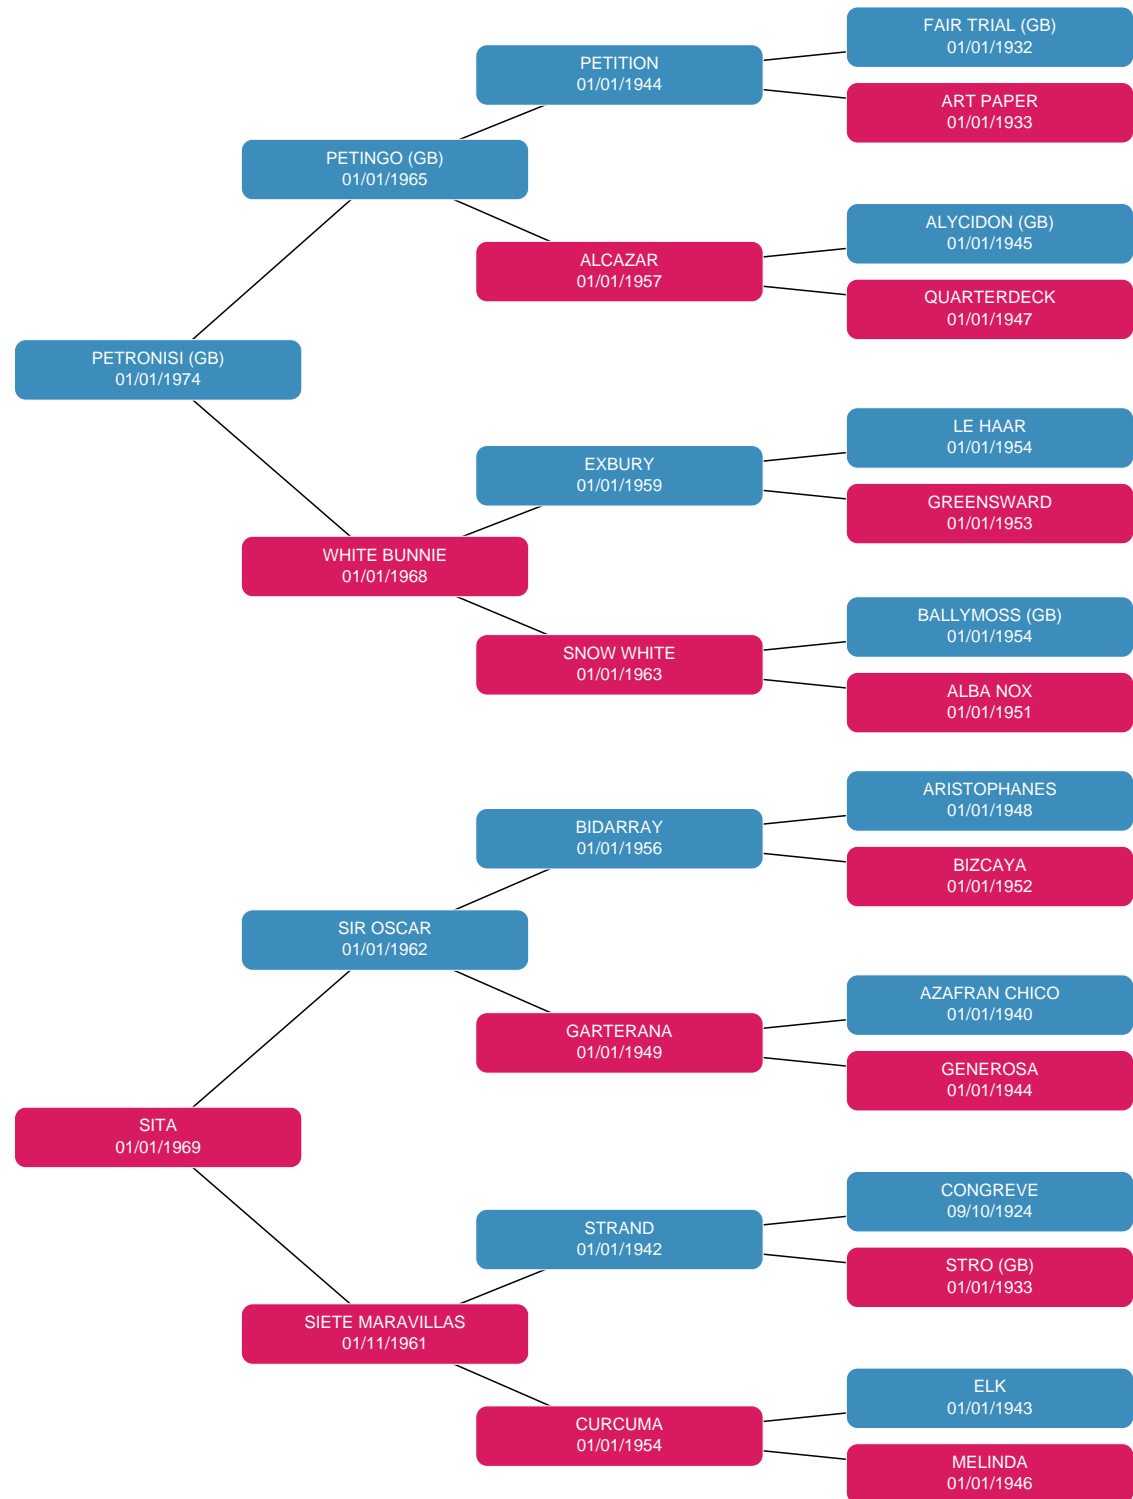 FAIR TRIAL (GB)
01/01/1932
PETITION
01/01/1944
ART PAPER
01/01/1933
PETINGO (GB)
01/01/1965
ALYCIDON (GB)
01/01/1945
ALCAZAR
01/01/1957
QUARTERDECK
01/01/1947
PETRONISI (GB)
01/01/1974
LE HAAR
01/01/1954
EXBURY
01/01/1959
GREENSWARD
01/01/1953
WHITE BUNNIE
01/01/1968
BALLYMOSS (GB)
01/01/1954
SNOW WHITE
01/01/1963
ALBA NOX
01/01/1951
ARISTOPHANES
01/01/1948
BIDARRAY
01/01/1956
BIZCAYA
01/01/1952
SIR OSCAR
01/01/1962
AZAFRAN CHICO
01/01/1940
GARTERANA
01/01/1949
GENEROSA
01/01/1944
SITA
01/01/1969
CONGREVE
09/10/1924
STRAND
01/01/1942
STRO (GB)
01/01/1933
SIETE MARAVILLAS
01/11/1961
ELK
01/01/1943
CURCUMA
01/01/1954
MELINDA
01/01/1946